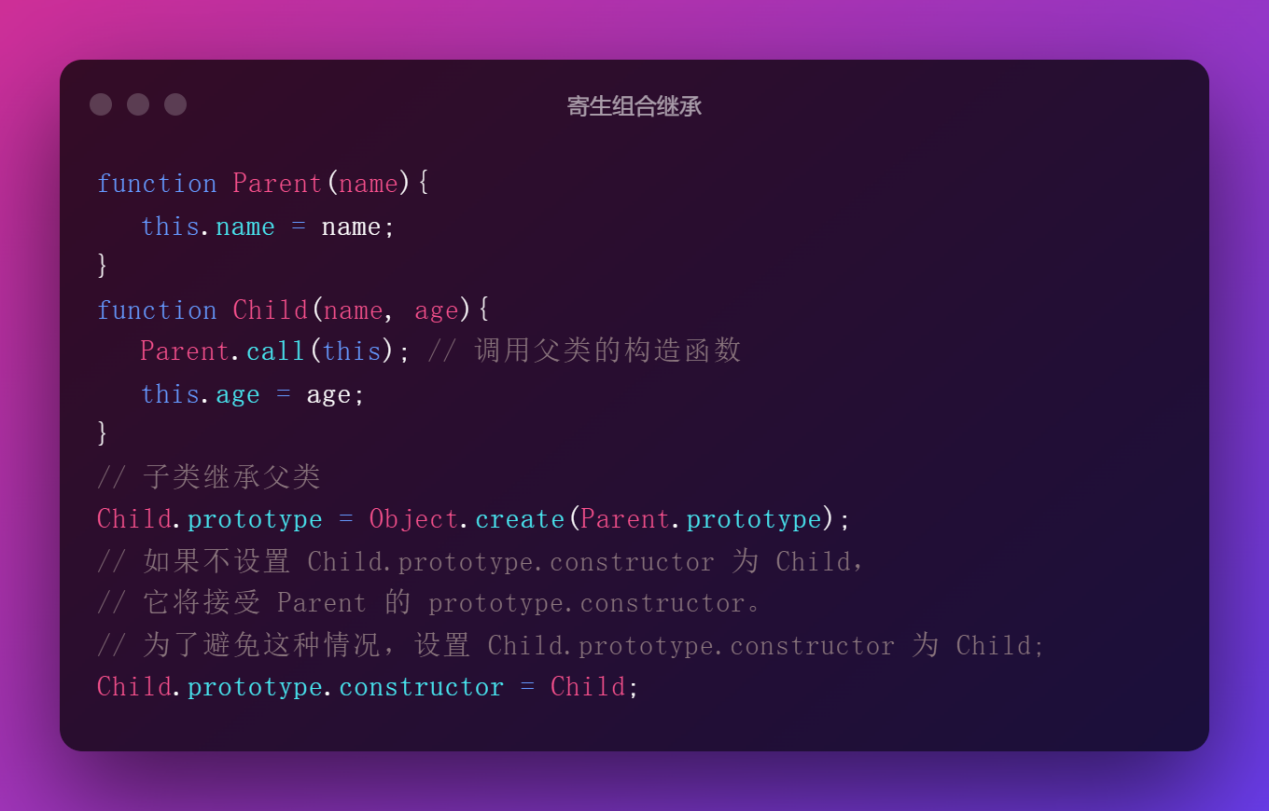 寄生组合继承
function Parent(name){
   this.name = name;
}
function Child(name, age){
   Parent.call(this); // 调用父类的构造函数
   this.age = age;
}
// 子类继承父类
Child.prototype = Object.create(Parent.prototype);
// 如果不设置 Child.prototype.constructor 为 Child，
// 它将接受 Parent 的 prototype.constructor。
// 为了避免这种情况，设置 Child.prototype.constructor 为 Child;
Child.prototype.constructor = Child;